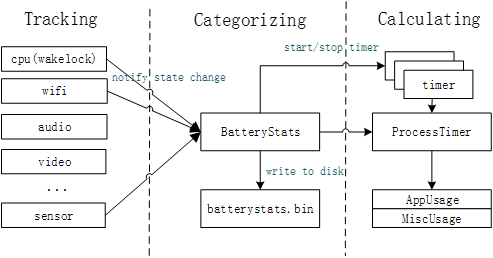 Tracking
Categorizing
Calculating
cpu(wakelock)
wifi
audio
video
...
sensor
notify state change
BatteryStats
write to disk
batterystats.bin
start/stop timer
timer
ProcessTimer
AppUsage
MiscUsage